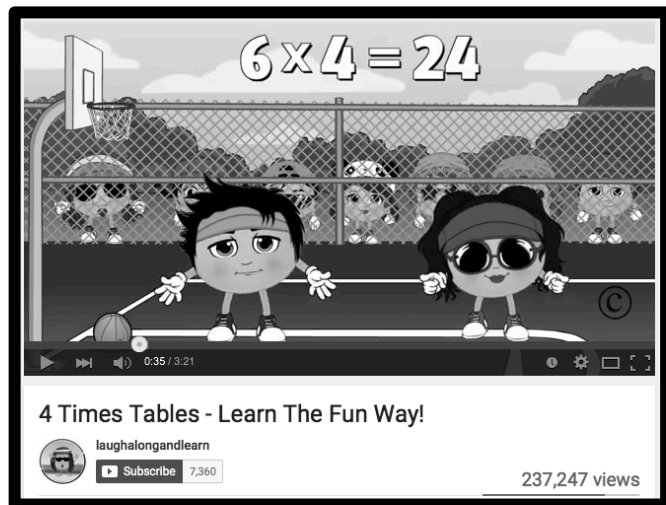 6 x 4 = 24
©
0:35 / 3:21
4 Times Tables - Learn The Fun Way!
laughalongandlearn
Subscribe 7,360
237,247 views